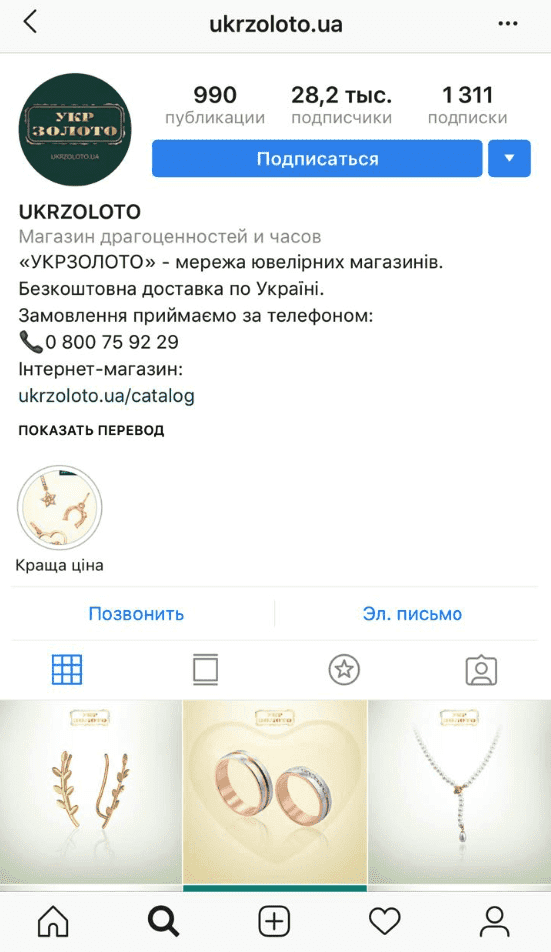 ukrzoloto.ua
УКР
ЗОЛОТО
UKRZOLOTO.UA
990
публикации
28,2 тыс.
подписчики
1 311
подписки
Подписаться
UKRZOLOTO
Магазин драгоценностей и часов
«УКРЗОЛОТО» - мережа ювелірних магазинів.
Безкоштовна доставка по Україні.
Замовлення приймаємо за телефоном:
📞0 800 75 92 29
Інтернет-магазин:
ukrzoloto.ua/catalog
ПОКАЗАТЬ ПЕРЕВОД
Краща ціна
Позвонить
Эл. письмо
УКР
ЗОЛОТО
УКР
ЗОЛОТО
УКР
ЗОЛОТО